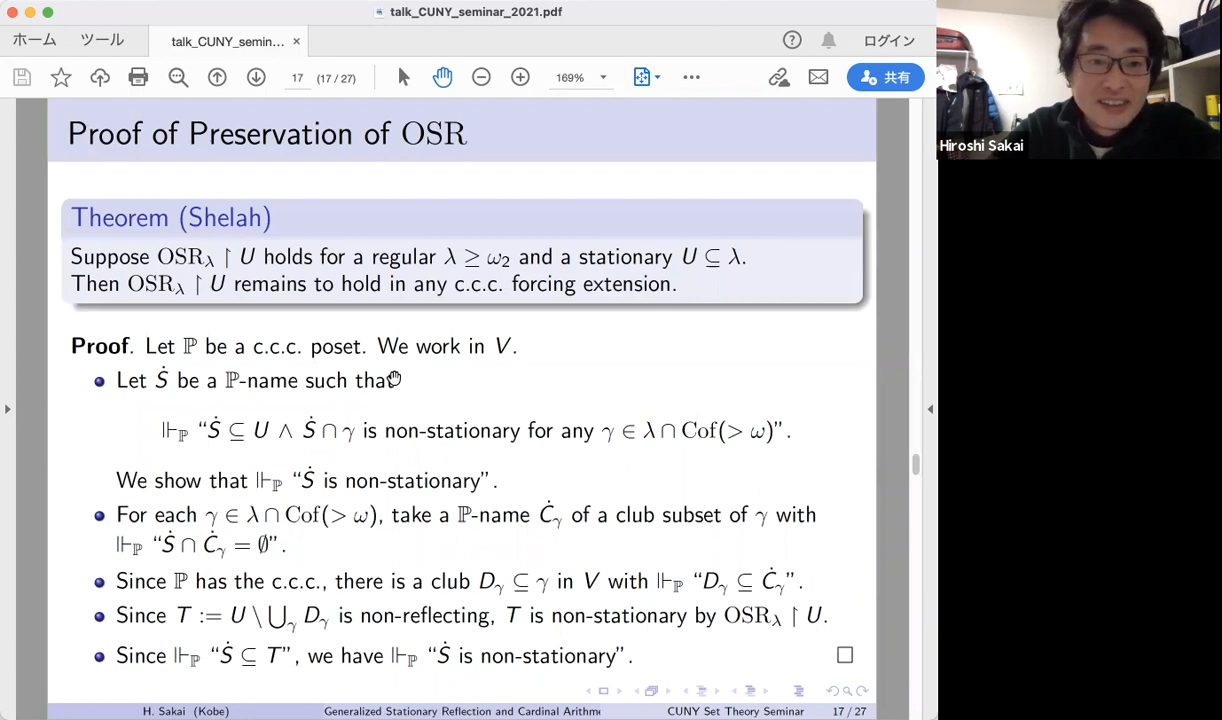 talk_CUNY_seminar_2021.pdf
ホーム ツール talk_CUNY_semin... × ログイン
17 (17 / 27) 169% 共有
Hiroshi Sakai
Proof of Preservation of OSR
Theorem (Shelah)
Suppose OSR_λ ↾ U holds for a regular λ ≥ ω₂ and a stationary U ⊆ λ.
Then OSR_λ ↾ U remains to hold in any c.c.c. forcing extension.
Proof. Let ℙ be a c.c.c. poset. We work in V.
Let Ṡ be a ℙ-name such that
⊩_ℙ “Ṡ ⊆ U ∧ Ṡ ∩ γ is non-stationary for any γ ∈ λ ∩ Cof(> ω)”.
We show that ⊩_ℙ “Ṡ is non-stationary”.
For each γ ∈ λ ∩ Cof(> ω), take a ℙ-name Ċ_γ of a club subset of γ with
⊩_ℙ “Ṡ ∩ Ċ_γ = ∅”.
Since ℙ has the c.c.c., there is a club D_γ ⊆ γ in V with ⊩_ℙ “D_γ ⊆ Ċ_γ”.
Since T := U \ ⋃_γ D_γ is non-reflecting, T is non-stationary by OSR_λ ↾ U.
Since ⊩_ℙ “Ṡ ⊆ T”, we have ⊩_ℙ “Ṡ is non-stationary”. □
H. Sakai (Kobe) Generalized Stationary Reflection and Cardinal Arithme CUNY Set Theory Seminar 17 / 27